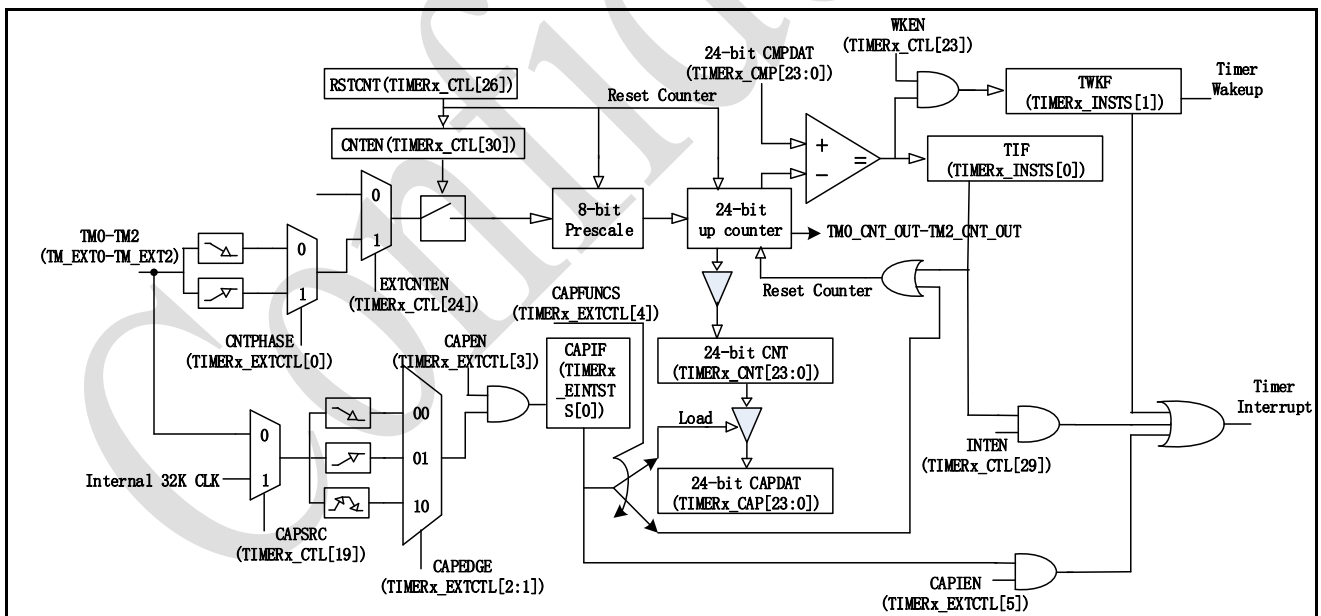 WKEN
(TIMERx_CTL[23])
24-bit CMPDAT
(TIMERx_CMP[23:0])
Timer
Wakeup
TWKF
(TIMERx_INSTS[1])
RSTCNT(TIMERx_CTL[26])
Reset Counter
CNTEN(TIMERx_CTL[30])
+
−
=
TIF
(TIMERx_INSTS[0])
0
1
8-bit
Prescale
24-bit
up counter
TM0_CNT_OUT-TM2_CNT_OUT
TM0-TM2
(TM_EXT0-TM_EXT2)
0
1
EXTCNTEN
(TIMERx_CTL[24])
Reset Counter
CNTPHASE
(TIMERx_EXTCTL[0])
CAPFUNCS
(TIMERx_EXTCTL[4])
CAPEN
(TIMERx_EXTCTL[3])
CAPIF
(TIMERx
_EINTST
S[0])
24-bit CNT
(TIMERx_CNT[23:0])
Timer
Interrupt
0
1
Internal 32K CLK
00
01
10
Load
24-bit CAPDAT
(TIMERx_CAP[23:0])
INTEN
(TIMERx_CTL[29])
CAPSRC
(TIMERx_CTL[19])
CAPEDGE
(TIMERx_EXTCTL[2:1])
CAPIEN
(TIMERx_EXTCTL[5])
Confid